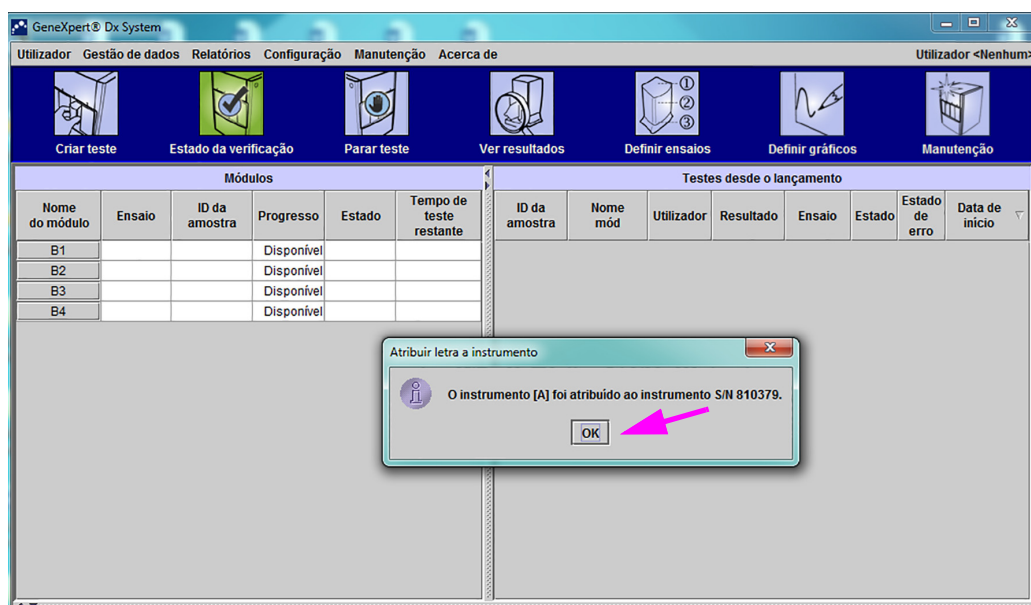 GeneXpert® Dx System
Utilizador Gestão de dados Relatórios Configuração Manutenção Acerca de Utilizador <Nenhum>
Criar teste Estado da verificação Parar teste Ver resultados Definir ensaios Definir gráficos Manutenção
Módulos
Nome do módulo Ensaio ID da amostra Progresso Estado Tempo de teste restante
B1 Disponível
B2 Disponível
B3 Disponível
B4 Disponível
Testes desde o lançamento
ID da amostra Nome mód Utilizador Resultado Ensaio Estado Estado de erro Data de início
Atribuir letra a instrumento
O instrumento [A] foi atribuído ao instrumento S/N 810379.
OK